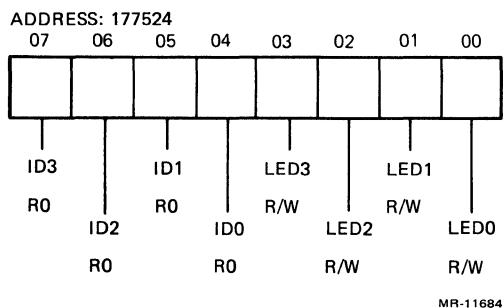 ADDRESS: 177524
07 06 05 04 03 02 01 00
ID3 ID1 LED3 LED1
RO RO R/W R/W
ID2 ID0 LED2 LED0
RO RO R/W R/W
MR-11684